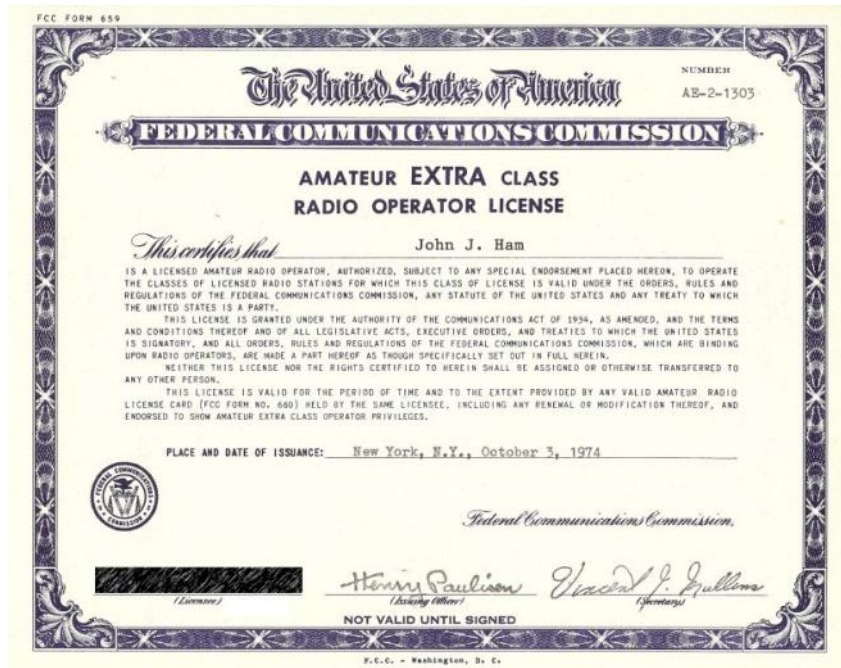 FCC FORM 659
The United States of America
NUMBER
AE-2-1303
FEDERAL COMMUNICATIONS COMMISSION
AMATEUR EXTRA CLASS
RADIO OPERATOR LICENSE
This certifies that John J. Ham
IS A LICENSED AMATEUR RADIO OPERATOR, AUTHORIZED, SUBJECT TO ANY SPECIAL ENDORSEMENT PLACED HEREON, TO OPERATE
THE CLASSES OF LICENSED RADIO STATIONS FOR WHICH THIS CLASS OF LICENSE IS VALID UNDER THE ORDERS, RULES AND
REGULATIONS OF THE FEDERAL COMMUNICATIONS COMMISSION, ANY STATUTE OF THE UNITED STATES AND ANY TREATY TO WHICH
THE UNITED STATES IS A PARTY.
THIS LICENSE IS GRANTED UNDER THE AUTHORITY OF THE COMMUNICATIONS ACT OF 1934, AS AMENDED, AND THE TERMS
AND CONDITIONS THEREOF AND OF ALL LEGISLATIVE ACTS, EXECUTIVE ORDERS, AND TREATIES TO WHICH THE UNITED STATES
IS SIGNATORY, AND ALL ORDERS, RULES AND REGULATIONS OF THE FEDERAL COMMUNICATIONS COMMISSION, WHICH ARE BINDING
UPON RADIO OPERATORS, ARE MADE A PART HEREOF AS THOUGH SPECIFICALLY SET OUT IN FULL HEREIN.
NEITHER THIS LICENSE NOR THE RIGHTS CERTIFIED TO HEREIN SHALL BE ASSIGNED OR OTHERWISE TRANSFERRED TO
ANY OTHER PERSON.
THIS LICENSE IS VALID FOR THE PERIOD OF TIME AND TO THE EXTENT PROVIDED BY ANY VALID AMATEUR RADIO
LICENSE CARD (FCC FORM NO. 660) HELD BY THE SAME LICENSEE, INCLUDING ANY RENEWAL OR MODIFICATION THEREOF, AND
ENDORSED TO SHOW AMATEUR EXTRA CLASS OPERATOR PRIVILEGES.
PLACE AND DATE OF ISSUANCE: New York, N.Y., October 3, 1974
FEDERAL COMMUNICATIONS COMMISSION
Federal Communications Commission.
Henry Paulison Vincent J. Mullins
(Licensee) (Issuing Officer) (Secretary)
NOT VALID UNTIL SIGNED
F.C.C. - Washington, D. C.